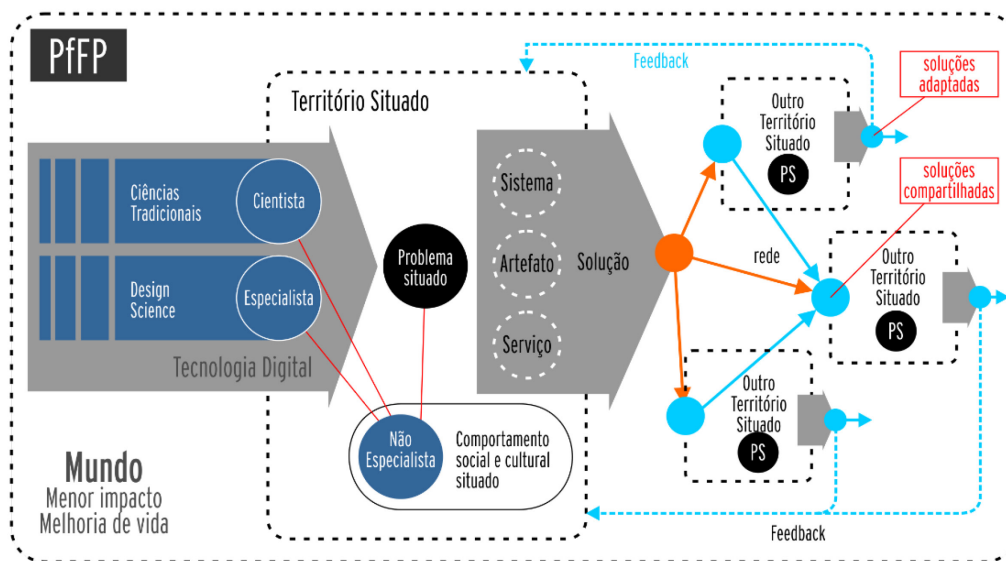 PfFP
Território Situado
Ciências
Tradicionais
Cientista
Design
Science
Especialista
Tecnologia Digital
Problema
situado
Não
Especialista
Comportamento
social e cultural
situado
Mundo
Menor impacto
Melhoria de vida
Sistema
Artefato
Serviço
Solução
Feedback
soluções
adaptadas
Outro
Território
Situado
PS
soluções
compartilhadas
rede
Outro
Território
Situado
PS
Outro
Território
Situado
PS
Feedback